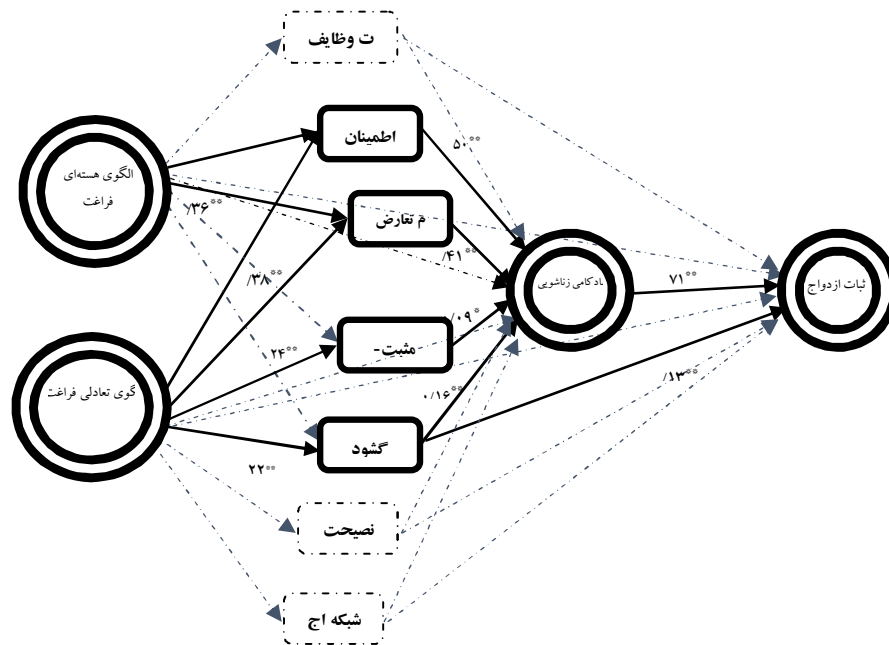 ت وظایف
اطمینان
۵۰**
الگوی هسته‌ای
فراغت
م تعارض
/۳۶**
/۴۱**
/۳۸**
ادکامی زناشویی
۷۱**
ثبات ازدواج
/۰۹*
مثبت-
۲۴**
گوی تعادلی فراغت
/۱۳**
۰/۱۶**
گشود
۲۲**
نصیحت
شبکه اج